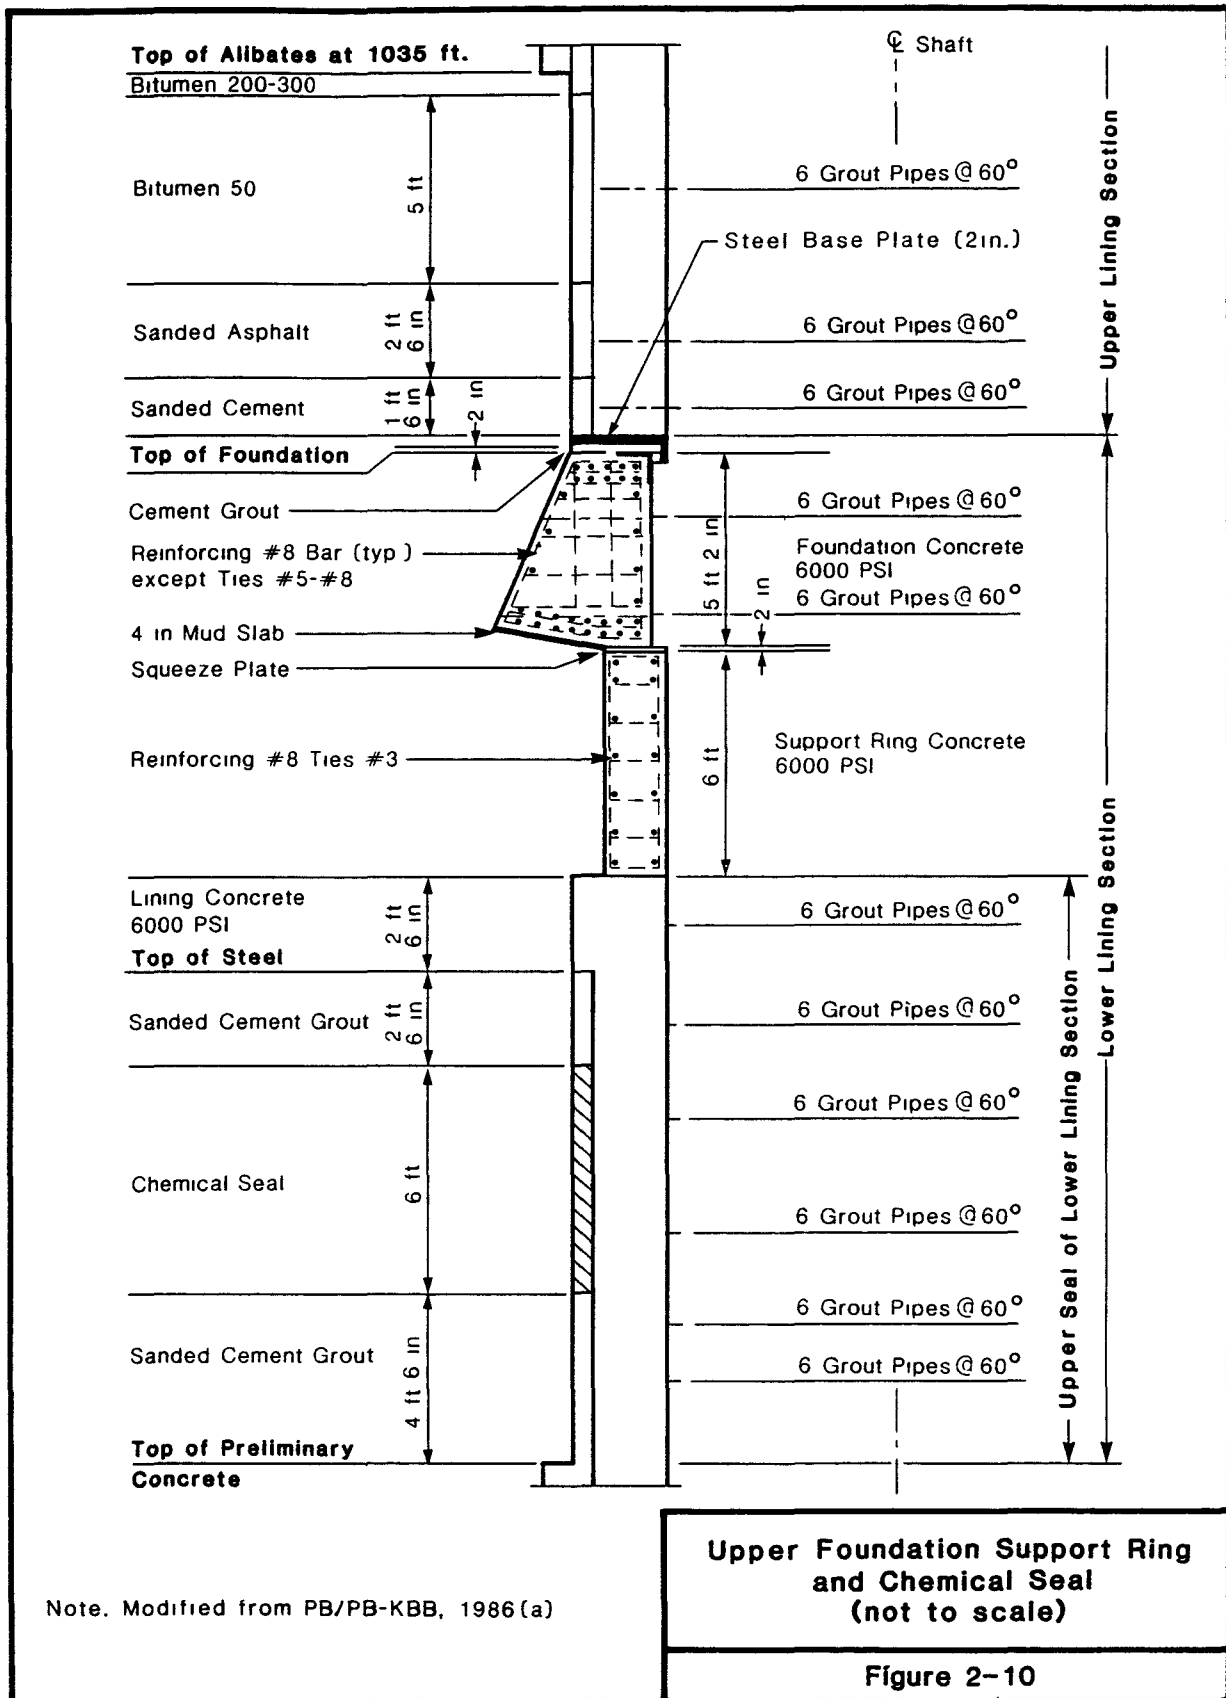 Top of Alibates at 1035 ft.
Bitumen 200-300
Bitumen 50
5 ft
Sanded Asphalt
2 ft
6 in
Sanded Cement
1 ft
6 in
2 in
Top of Foundation
Cement Grout
Reinforcing #8 Bar (typ )
except Ties #5-#8
4 in Mud Slab
Squeeze Plate
Reinforcing #8 Ties #3
Lining Concrete
6000 PSI
2 ft
6 in
Top of Steel
Sanded Cement Grout
2 ft
6 in
Chemical Seal
6 ft
Sanded Cement Grout
4 ft 6 in
Top of Preliminary
Concrete
℄ Shaft
6 Grout Pipes @ 60°
Steel Base Plate (2in.)
6 Grout Pipes @ 60°
6 Grout Pipes @ 60°
6 Grout Pipes @ 60°
5 ft 2 in
Foundation Concrete
6000 PSI
2 in
6 Grout Pipes @ 60°
6 ft
Support Ring Concrete
6000 PSI
6 Grout Pipes @ 60°
6 Grout Pipes @ 60°
6 Grout Pipes @ 60°
6 Grout Pipes @ 60°
6 Grout Pipes @ 60°
6 Grout Pipes @ 60°
Upper Lining Section
Lower Lining Section
Upper Seal of Lower Lining Section
Note. Modified from PB/PB-KBB, 1986(a)
Upper Foundation Support Ring
and Chemical Seal
(not to scale)
Figure 2-10